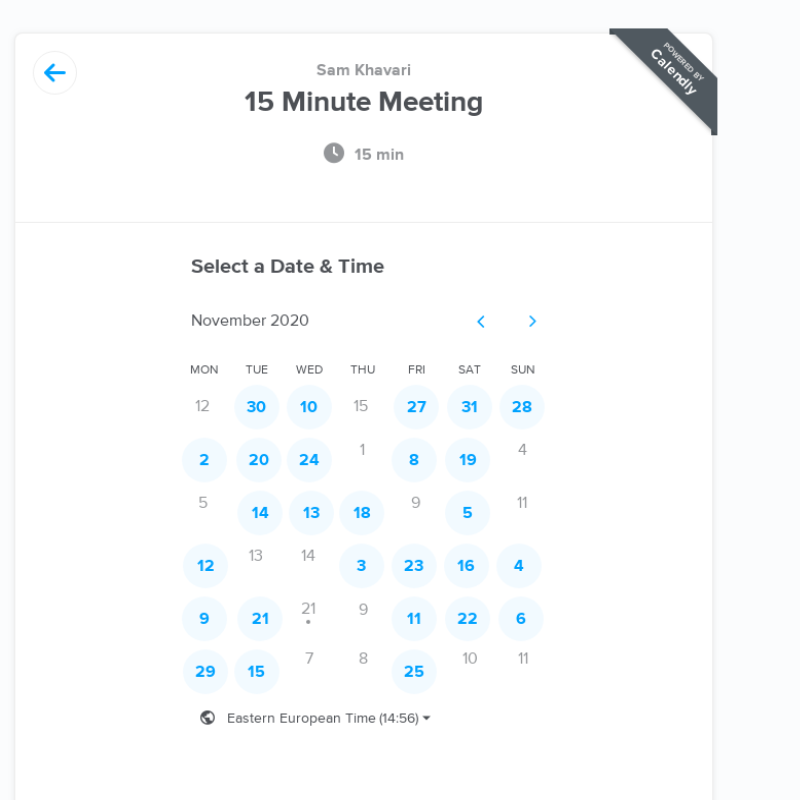 POWERED BY
Calendly
Sam Khavari
15 Minute Meeting
15 min
Select a Date & Time
November 2020
MON TUE WED THU FRI SAT SUN
12 30 10 15 27 31 28
2 20 24 1 8 19 4
5 14 13 18 9 5 11
12 13 14 3 23 16 4
9 21 21 9 11 22 6
29 15 7 8 25 10 11
Eastern European Time (14:56)